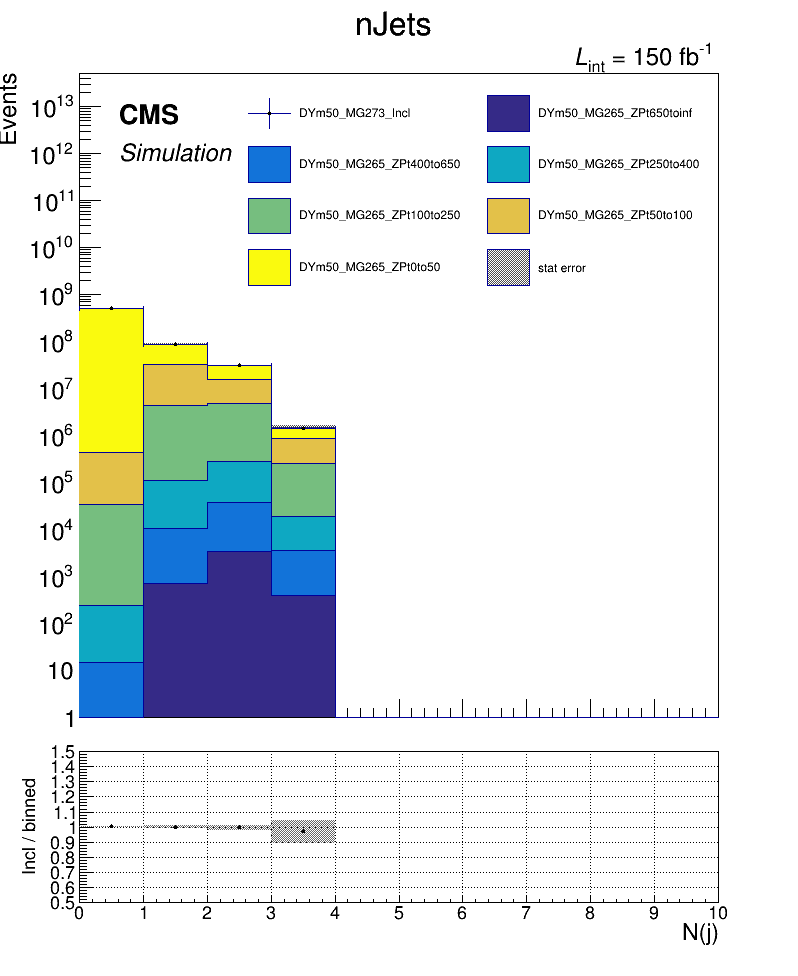 nJets
L_int = 150 fb^-1
Events
CMS
Simulation
DYm50_MG273_Incl
DYm50_MG265_ZPt650toinf
DYm50_MG265_ZPt400to650
DYm50_MG265_ZPt250to400
DYm50_MG265_ZPt100to250
DYm50_MG265_ZPt50to100
DYm50_MG265_ZPt0to50
stat error
10^13
10^12
10^11
10^10
10^9
10^8
10^7
10^6
10^5
10^4
10^3
10^2
10
1
Incl / binned
1.5
1.4
1.3
1.2
1.1
1
0.9
0.8
0.7
0.6
0.5
0 1 2 3 4 5 6 7 8 9 10
N(j)